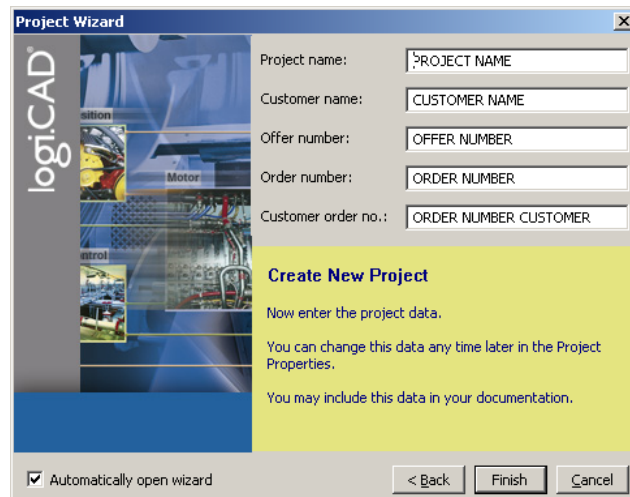 Project Wizard
logi.CAD
sition
Motor
ntrol
Project name:
PROJECT NAME
Customer name:
CUSTOMER NAME
Offer number:
OFFER NUMBER
Order number:
ORDER NUMBER
Customer order no.:
ORDER NUMBER CUSTOMER
Create New Project
Now enter the project data.
You can change this data any time later in the Project
Properties.
You may include this data in your documentation.
Automatically open wizard
< Back
Finish
Cancel